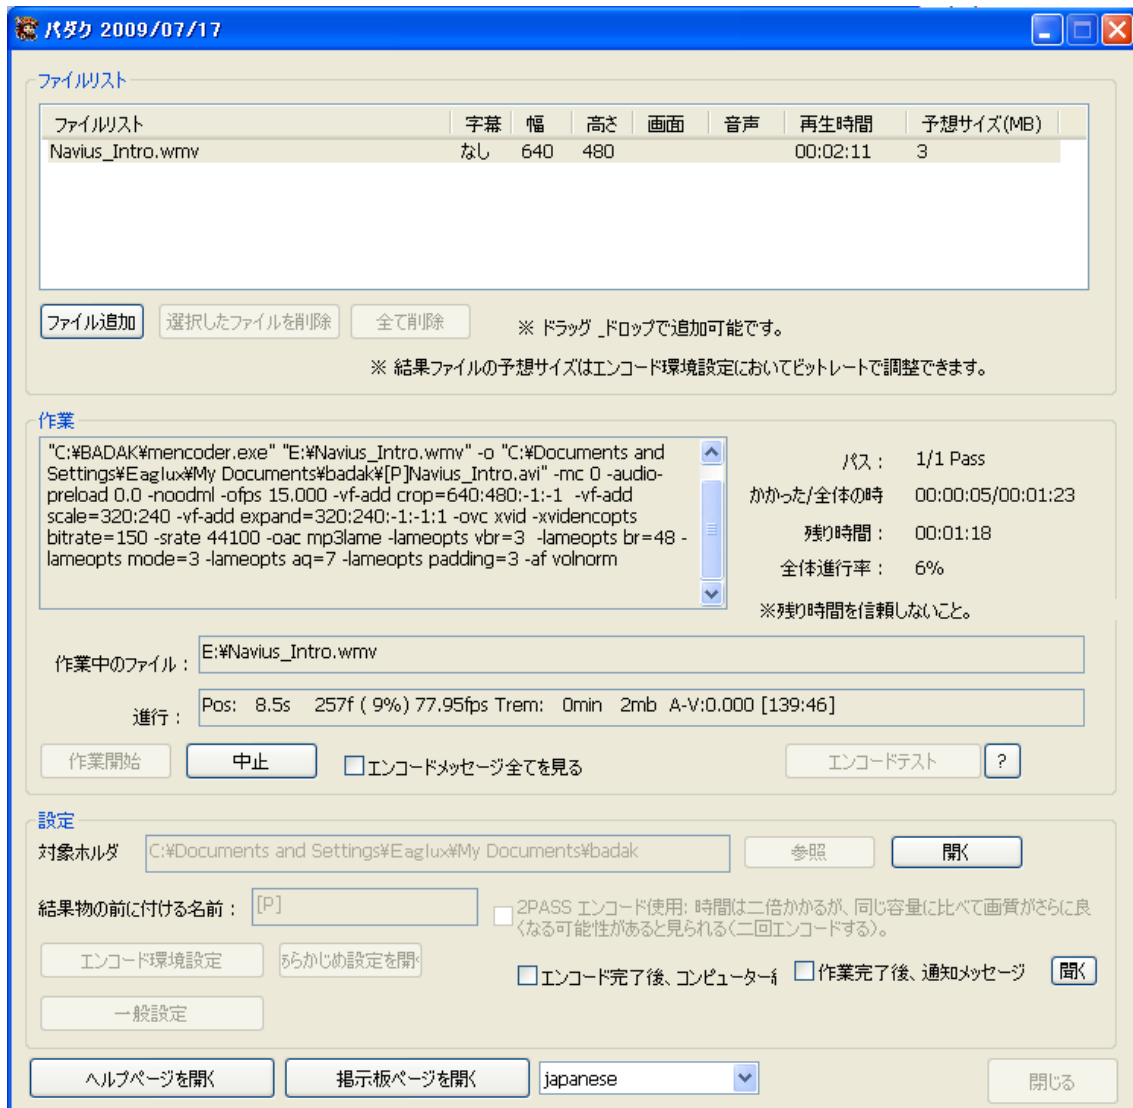 パダク 2009/07/17
ファイルリスト
ファイルリスト 字幕 幅 高さ 画面 音声 再生時間 予想サイズ(MB)
Navius_Intro.wmv なし 640 480 00:02:11 3
ファイル追加 選択したファイルを削除 全て削除 ※ ドラッグ _ドロップで追加可能です。
※ 結果ファイルの予想サイズはエンコード環境設定においてビットレートで調整できます。
作業
"C:¥BADAK¥mencoder.exe" "E:¥Navius_Intro.wmv" -o "C:¥Documents and
Settings¥Eaglux¥My Documents¥badak¥[P]Navius_Intro.avi" -mc 0 -audio-
preload 0.0 -noodml -ofps 15.000 -vf-add crop=640:480:-1:-1 -vf-add
scale=320:240 -vf-add expand=320:240:-1:-1:1 -ovc xvid -xvidencopts
bitrate=150 -srate 44100 -oac mp3lame -lameopts vbr=3 -lameopts br=48 -
lameopts mode=3 -lameopts aq=7 -lameopts padding=3 -af volnorm
パス： 1/1 Pass
かかった/全体の時 00:00:05/00:01:23
残り時間： 00:01:18
全体進行率： 6%
※残り時間を信頼しないこと。
作業中のファイル： E:¥Navius_Intro.wmv
進行： Pos: 8.5s 257f ( 9%) 77.95fps Trem: 0min 2mb A-V:0.000 [139:46]
作業開始 中止 エンコードメッセージ全てを見る エンコードテスト ?
設定
対象ホルダ C:¥Documents and Settings¥Eaglux¥My Documents¥badak 参照 開く
結果物の前に付ける名前： [P] 2PASS エンコード使用: 時間は二倍かかるが、同じ容量に比べて画質がさらに良
くなる可能性があると見られる(二回エンコードする)。
エンコード環境設定 らかじめ設定を開
エンコード完了後、コンピューター 作業完了後、通知メッセージ 聞く
一般設定
ヘルプページを開く 掲示板ページを開く japanese 閉じる